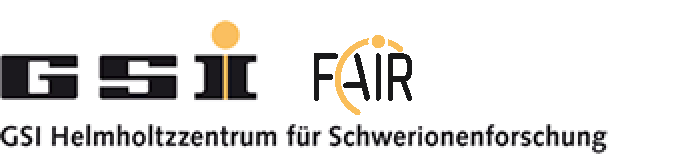 GSI FAIR
GSI Helmholtzzentrum für Schwerionenforschung